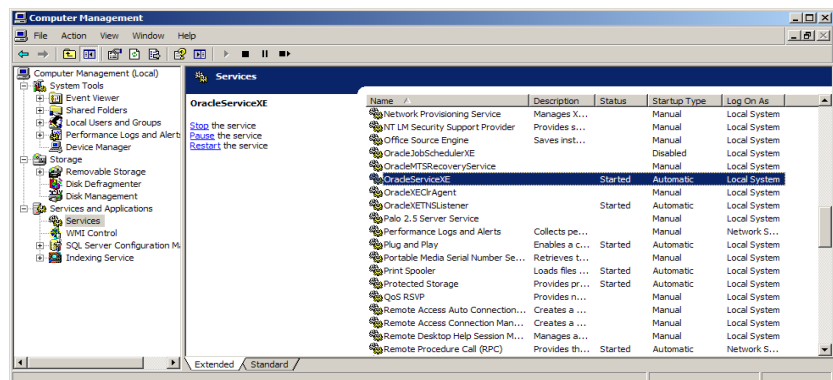 Computer Management
File Action View Window Help
Computer Management (Local)
System Tools
Event Viewer
Shared Folders
Local Users and Groups
Performance Logs and Alerts
Device Manager
Storage
Removable Storage
Disk Defragmenter
Disk Management
Services and Applications
Services
WMI Control
SQL Server Configuration M
Indexing Service
Services
OracleServiceXE
Stop the service
Pause the service
Restart the service
Name Description Status Startup Type Log On As
Network Provisioning Service Manages X... Manual Local System
NT LM Security Support Provider Provides s... Manual Local System
Office Source Engine Saves inst... Manual Local System
OracleJobSchedulerXE Disabled Local System
OracleMTSRecoveryService Manual Local System
OracleServiceXE Started Automatic Local System
OracleXEClrAgent Manual Local System
OracleXETNSListener Started Automatic Local System
Palo 2.5 Server Service Manual Local System
Performance Logs and Alerts Collects pe... Manual Network S...
Plug and Play Enables a c... Started Automatic Local System
Portable Media Serial Number Se... Retrieves t... Manual Local System
Print Spooler Loads files ... Started Automatic Local System
Protected Storage Provides pr... Started Automatic Local System
QoS RSVP Provides n... Manual Local System
Remote Access Auto Connection... Creates a ... Manual Local System
Remote Access Connection Man... Creates a ... Manual Local System
Remote Desktop Help Session M... Manages a... Manual Local System
Remote Procedure Call (RPC) Provides th... Started Automatic Network S...
Extended Standard